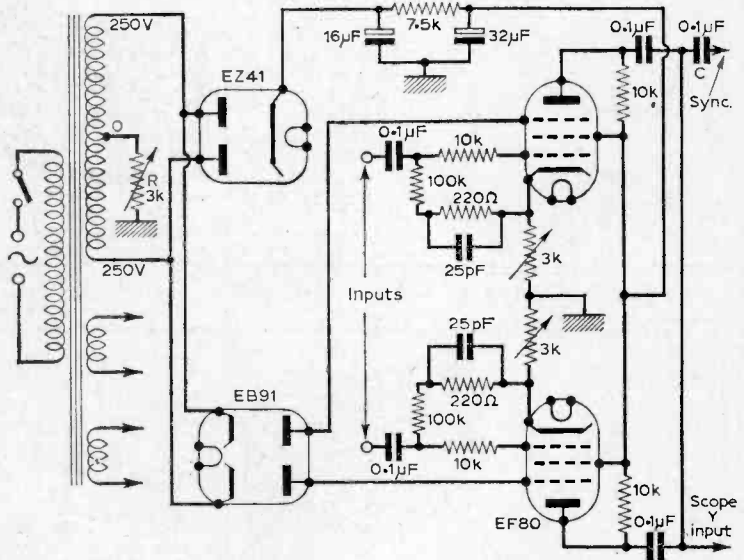 250V
EZ41
16μF
7.5k
32μF
0.1μF
0.1μF
C
Sync.
10k
O
R
3k
0.1μF
10k
100k
220Ω
25pF
3k
250V
Inputs
25pF
3k
220Ω
100k
EB91
0.1μF
10k
EF80
10k
0.1μF
Scope
Y
input